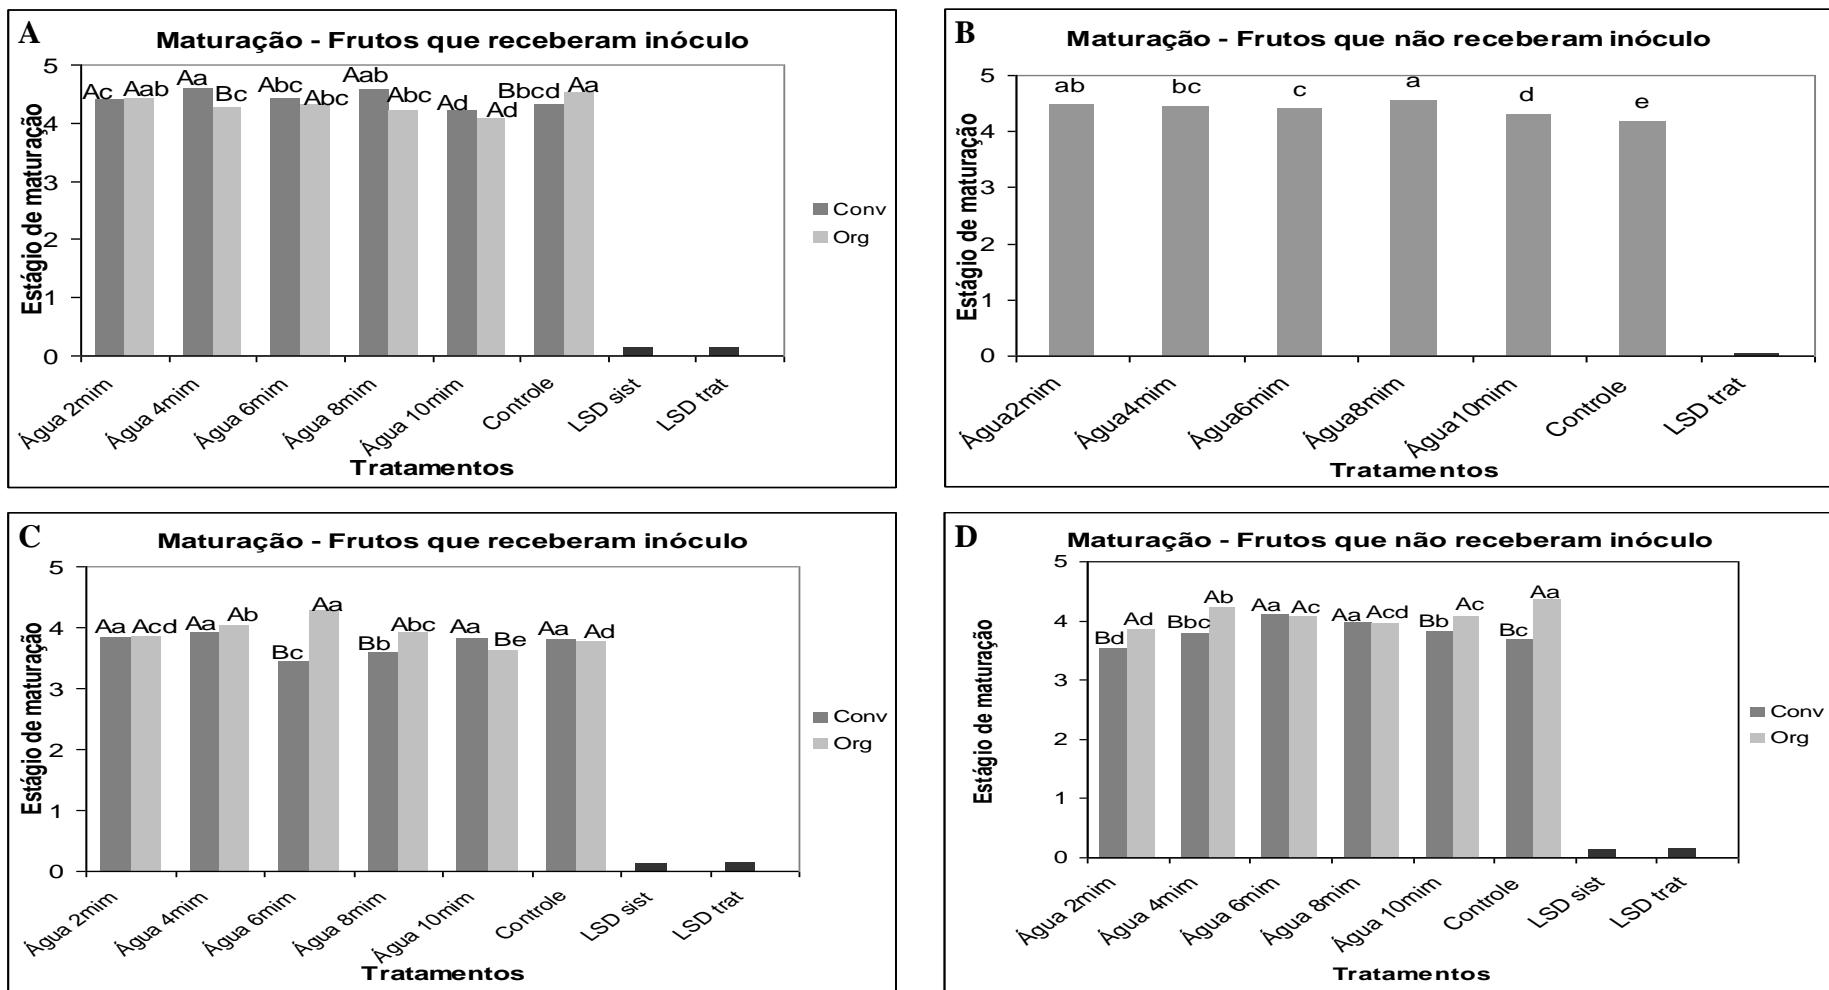 A
Maturação - Frutos que receberam inóculo
5
4
3
2
1
0
Estágio de maturação
Ac Aab Aa Bc Abc Abc Aab Abc Ad Ad Bbcd Aa
Conv
Org
Água 2mim Água 4mim Água 6mim Água 8mim Água 10mim Controle LSD sist LSD trat
Tratamentos
B
Maturação - Frutos que não receberam inóculo
5
4
3
2
1
0
Estágio de maturação
ab bc c a d e
Água2mim Água4mim Água6mim Água8mim Água10mim Controle LSD trat
Tratamentos
C
Maturação - Frutos que receberam inóculo
5
4
3
2
1
0
Estágio de maturação
Aa Acd Aa Ab Bc Aa Bb Abc Aa Be Aa Ad
Conv
Org
Água 2mim Água 4mim Água 6mim Água 8mim Água 10mim Controle LSD sist LSD trat
Tratamentos
D
Maturação - Frutos que não receberam inóculo
5
4
3
2
1
0
Estágio de maturação
Bd Ad Bbc Ab Aa Ac Aa Acd Bb Ac Bc Aa
Conv
Org
Água 2mim Água 4mim Água 6mim Água 8mim Água 10mim Controle LSD sist LSD trat
Tratamentos